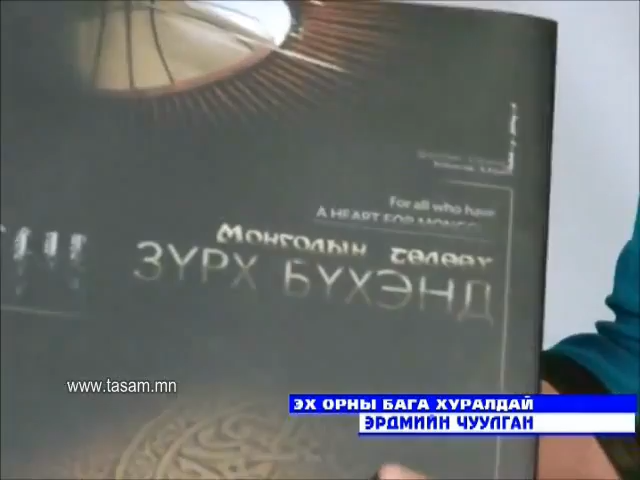 For all who have
A HEART FOR MONGO
Монголын төлөөх
ЗҮРХ БҮХЭНД
www.tasam.mn
ЭХ ОРНЫ БАГА ХУРАЛДАЙ
ЭРДМИЙН ЧУУЛГАН